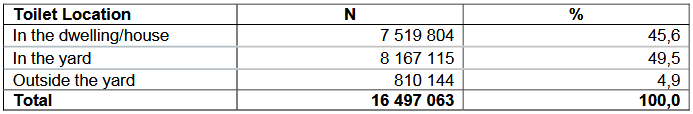 Toilet Location N %
In the dwelling/house 7 519 804 45,6
In the yard 8 167 115 49,5
Outside the yard 810 144 4,9
Total 16 497 063 100,0